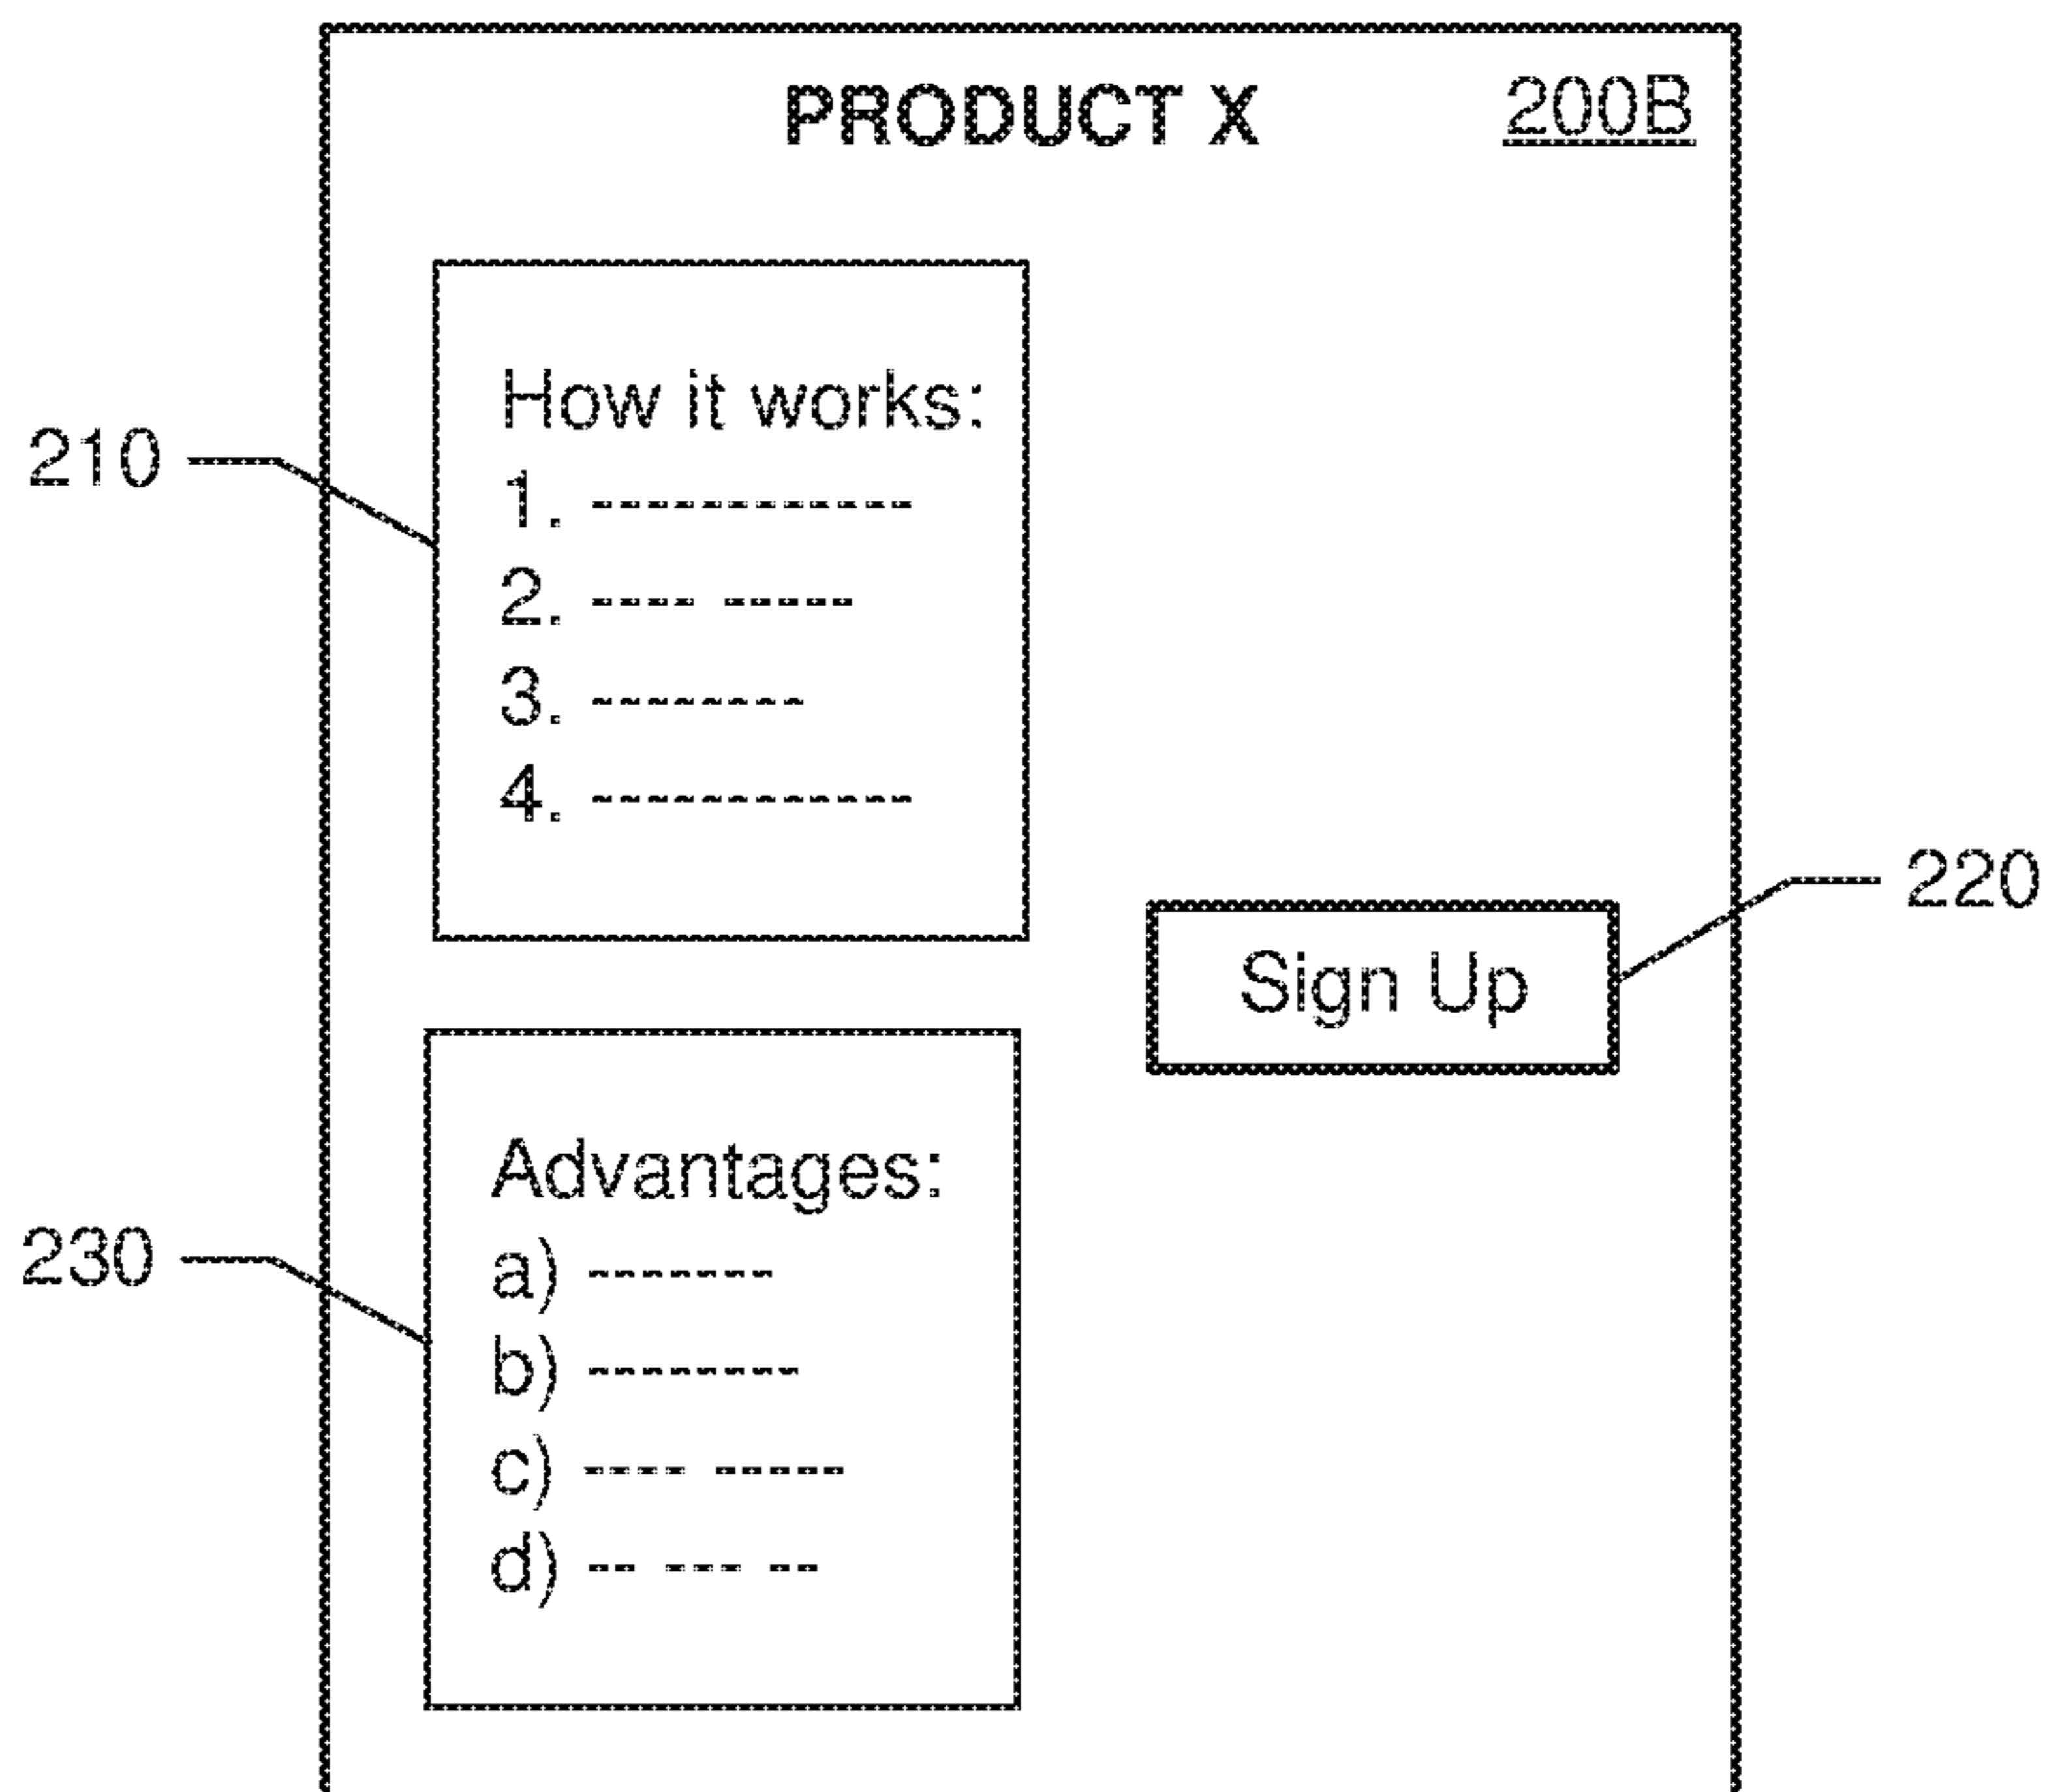 PRODUCT X 200B
How it works:
210
1. ------------
2. ---- -----
3. --------
4. ------------
220
Sign Up
Advantages:
230
a) -------
b) --------
c) ---- -----
d) -- --- --